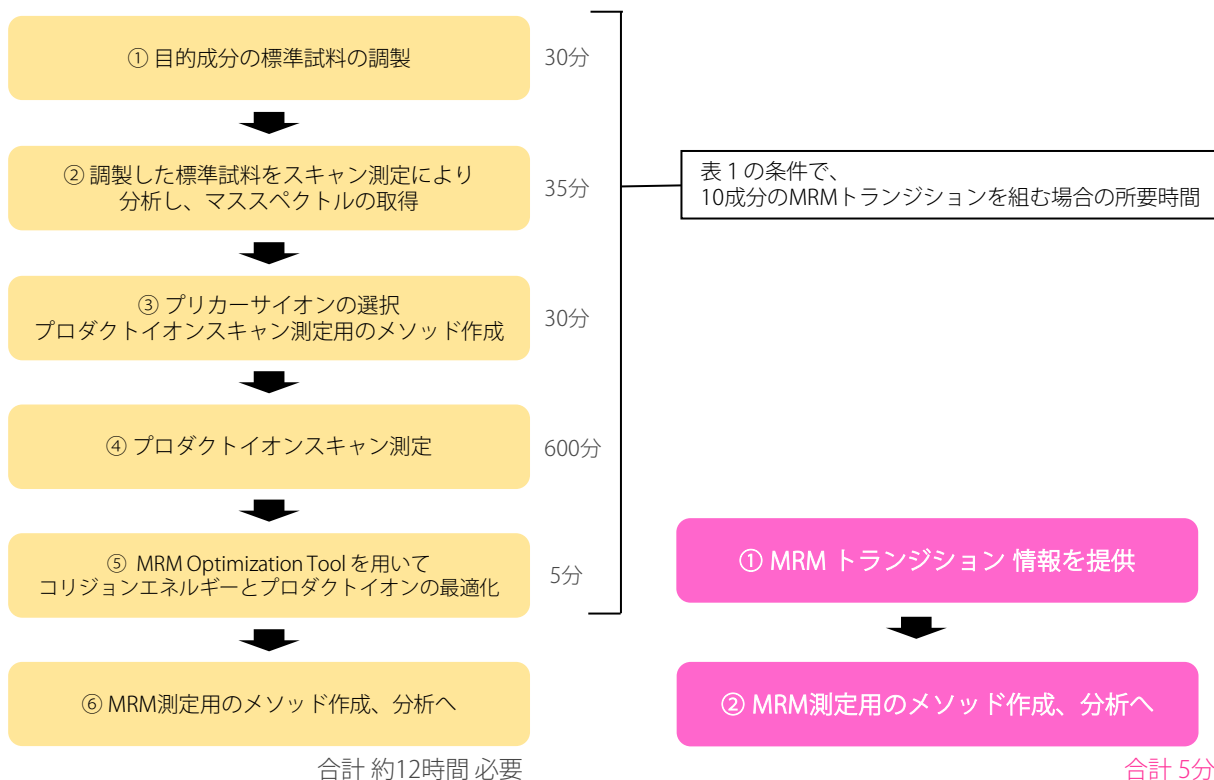 ① 目的成分の標準試料の調製
30分
② 調製した標準試料をスキャン測定により
分析し、マススペクトルの取得
35分
③ プリカーサイオンの選択
プロダクトイオンスキャン測定用のメソッド作成
30分
④ プロダクトイオンスキャン測定
600分
⑤ MRM Optimization Tool を用いて
コリジョンエネルギーとプロダクトイオンの最適化
5分
⑥ MRM測定用のメソッド作成、分析へ
合計 約12時間 必要
表１の条件で、
10成分のMRMトランジションを組む場合の所要時間
① MRM トランジション 情報を提供
② MRM測定用のメソッド作成、分析へ
合計 5分